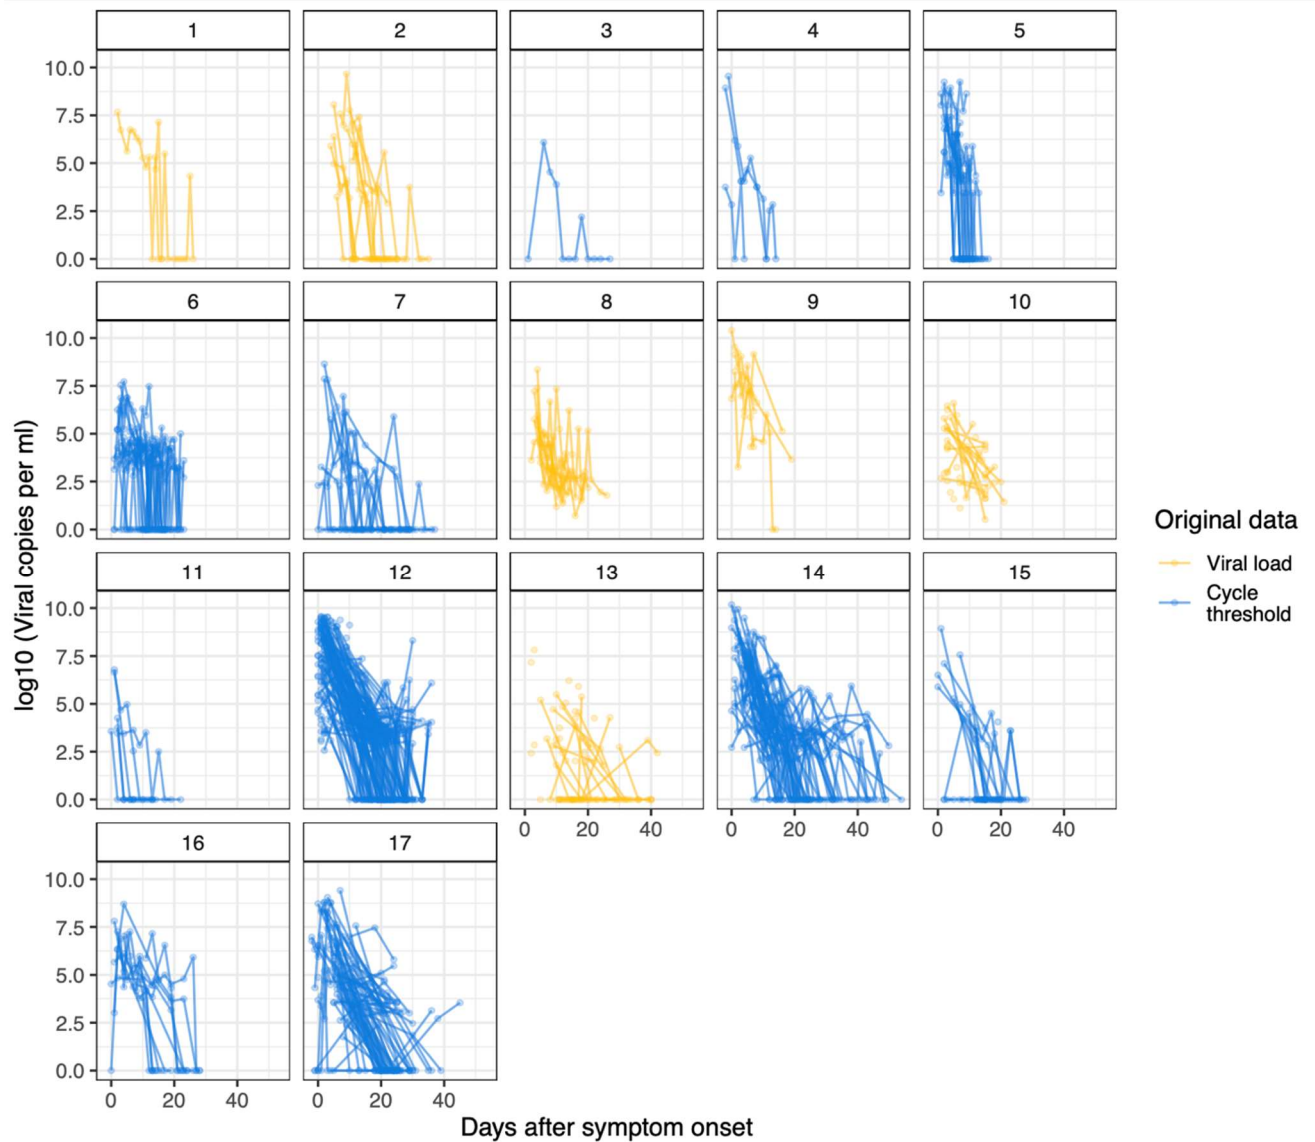 1 2 3 4 5
10.0
7.5
5.0
2.5
0.0
6 7 8 9 10
10.0
7.5
5.0
2.5
0.0
11 12 13 14 15
10.0
7.5
5.0
2.5
0.0
0 20 40 0 20 40 0 20 40
16 17
10.0
7.5
5.0
2.5
0.0
0 20 40 0 20 40
log10 (Viral copies per ml)
Days after symptom onset
Original data
Viral load
Cycle
threshold